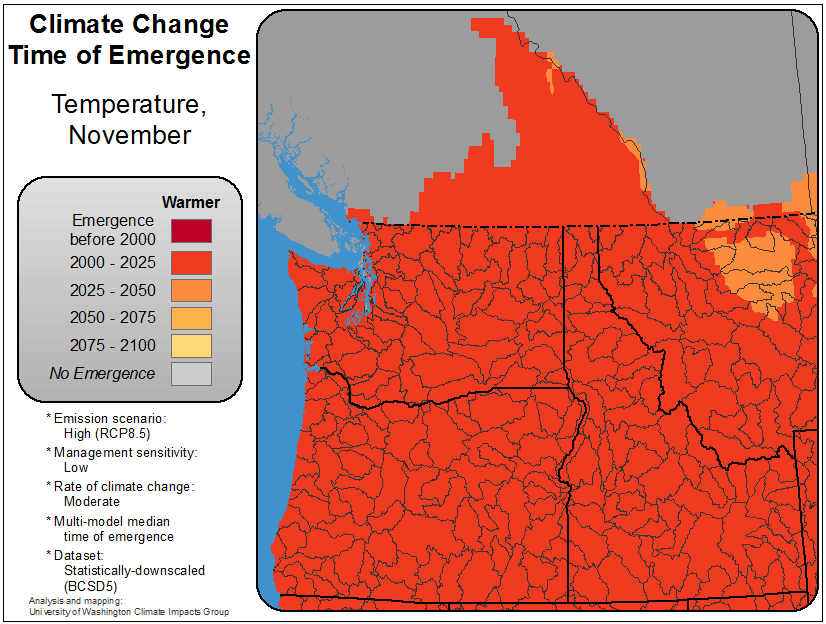 Climate Change
Time of Emergence
Temperature,
November
Warmer
Emergence
before 2000
2000 - 2025
2025 - 2050
2050 - 2075
2075 - 2100
No Emergence
* Emission scenario:
High (RCP8.5)
* Management sensitivity:
Low
* Rate of climate change:
Moderate
* Multi-model median
time of emergence
* Dataset:
Statistically-downscaled
(BCSD5)
Analysis and mapping:
University of Washington Climate Impacts Group